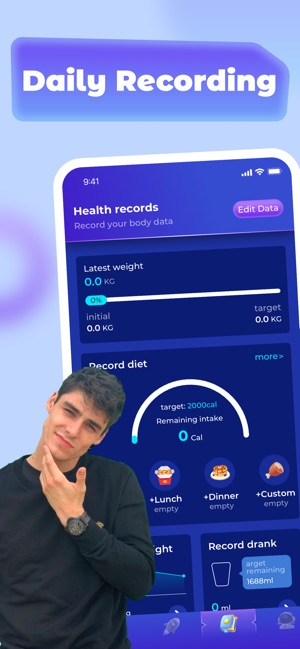 Daily Recording
9:41
Health records
Edit Data
Record your body data
Latest weight
0.0 KG
0%
initial
target
0.0 KG
0.0 KG
Record diet
more>
target: 2000cal
Remaining intake
0 Cal
+Lunch
+Dinner
+Custom
empty
empty
empty
Record drank
arget
remaining
1688ml
0 ml